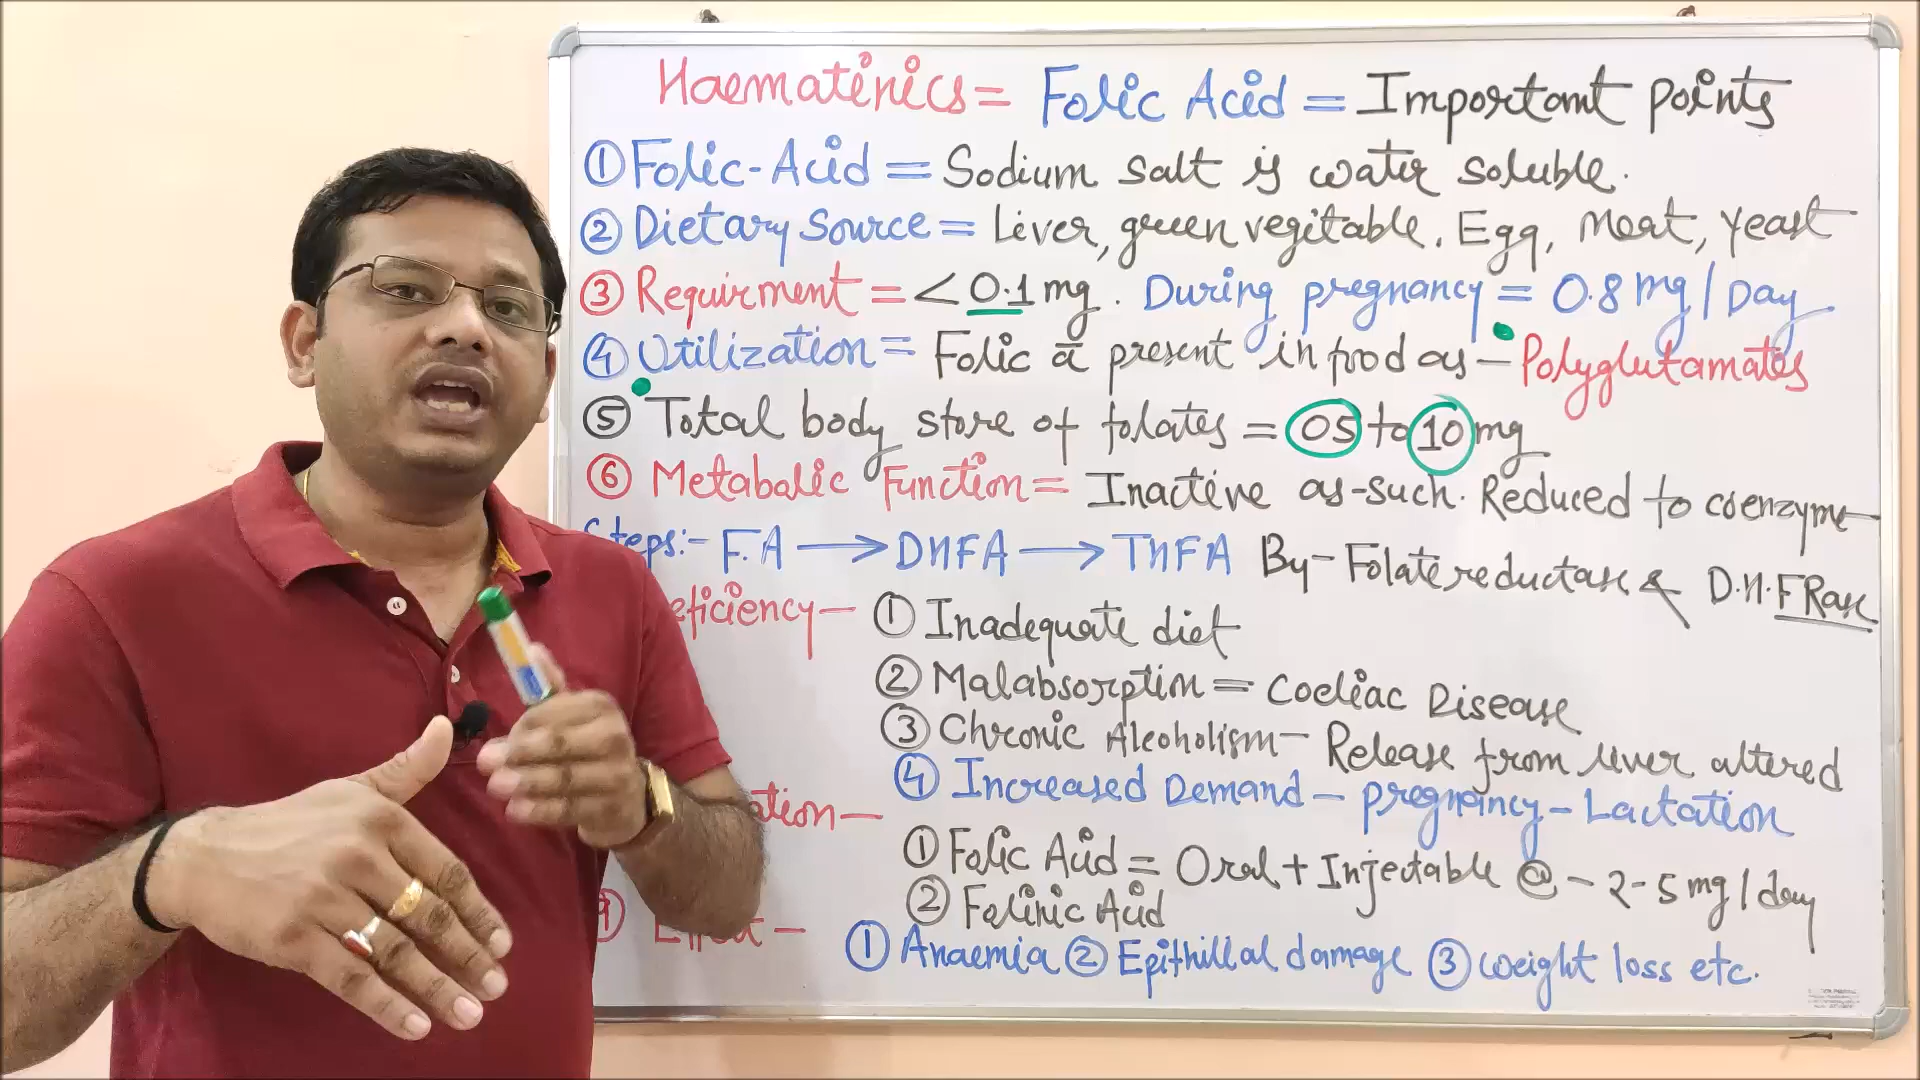 Haematinics = Folic Acid = Important points
① Folic-Acid = Sodium salt is water soluble.
② Dietary Source = Liver, green vegitable. Egg, Meat, Yeast
③ Requirment = < 0.1 mg. During pregnancy = 0.8 mg/Day
④ Utilization = Folic a present in food as – Polyglutamates
⑤ Total body store of folates = 05 to 10 mg
⑥ Metabolic Function = Inactive as-such. Reduced to coenzyme
Steps:- F.A → DHFA → THFA By – Folate reductase & D.H.FRase
eficiency – ① Inadequate diet
② Malabsorption = Coeliac Disease
③ Chronic Alcoholism – Release from liver altered
④ Increased Demand – pregnancy – Lactation
ation –
① Folic Acid = Oral + Injectable @ – 2-5 mg/day
② Folinic Acid
Effect –
① Anaemia ② Epithillal damage ③ weight loss etc.